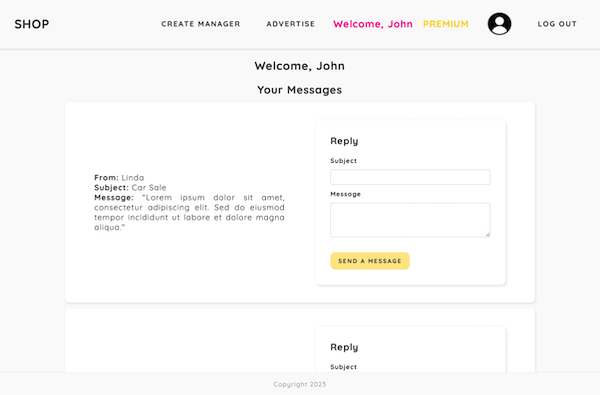 SHOP
CREATE MANAGER
ADVERTISE
Welcome, John
PREMIUM
LOG OUT
Welcome, John
Your Messages
From: Linda
Subject: Car Sale
Message: "Lorem ipsum dolor sit amet,
consectetur adipiscing elit. Sed do eiusmod
tempor incididunt ut labore et dolore magna
aliqua."
Reply
Subject
Message
SEND A MESSAGE
Reply
Subject
Copyright 2023